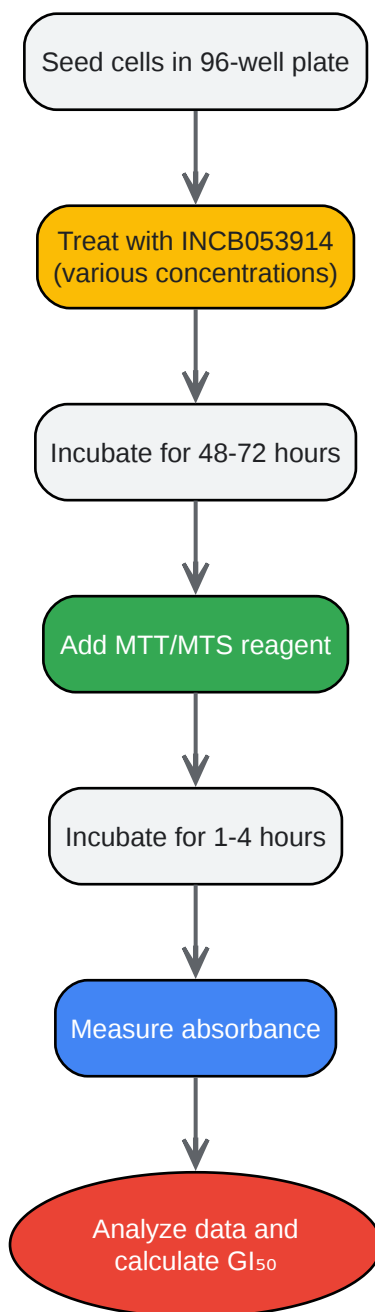 Seed cells in 96-well plate
Treat with INCB053914
(various concentrations)
Incubate for 48-72 hours
Add MTT/MTS reagent
Incubate for 1-4 hours
Measure absorbance
Analyze data and
calculate GI₅₀